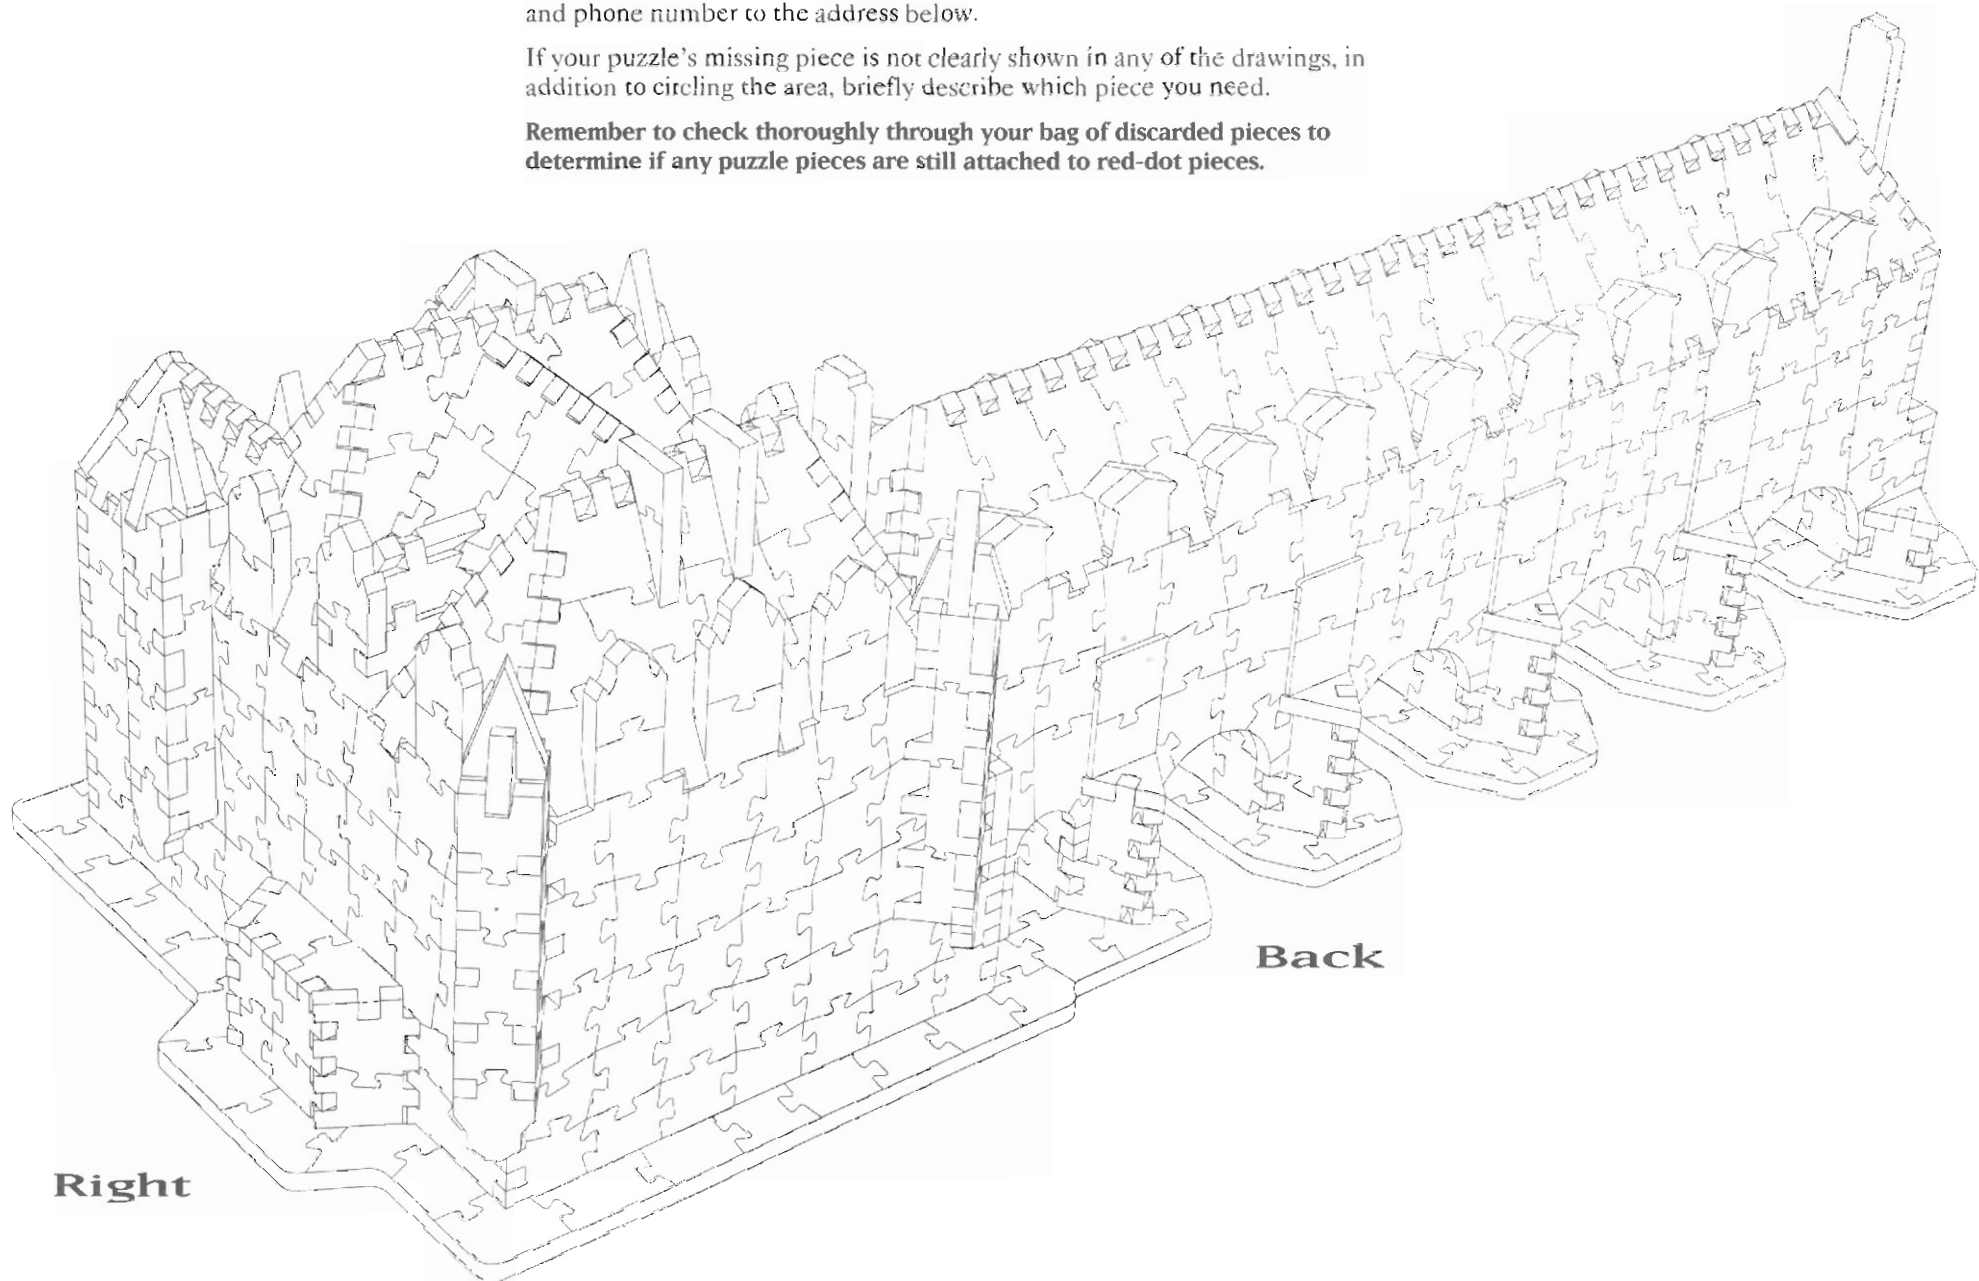 and phone number to the address below.
If your puzzle's missing piece is not clearly shown in any of the drawings, in
addition to circling the area, briefly describe which piece you need.
Remember to check thoroughly through your bag of discarded pieces to
determine if any puzzle pieces are still attached to red-dot pieces.
Back
Right